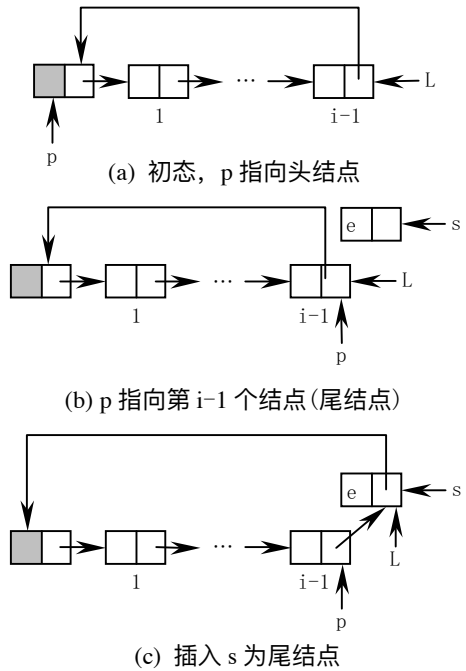 … L
1 i-1
p
(a) 初态，p 指向头结点
e s
… L
1 i-1
p
(b) p 指向第 i-1 个结点(尾结点)
e s
… L
1 i-1
p
(c) 插入 s 为尾结点